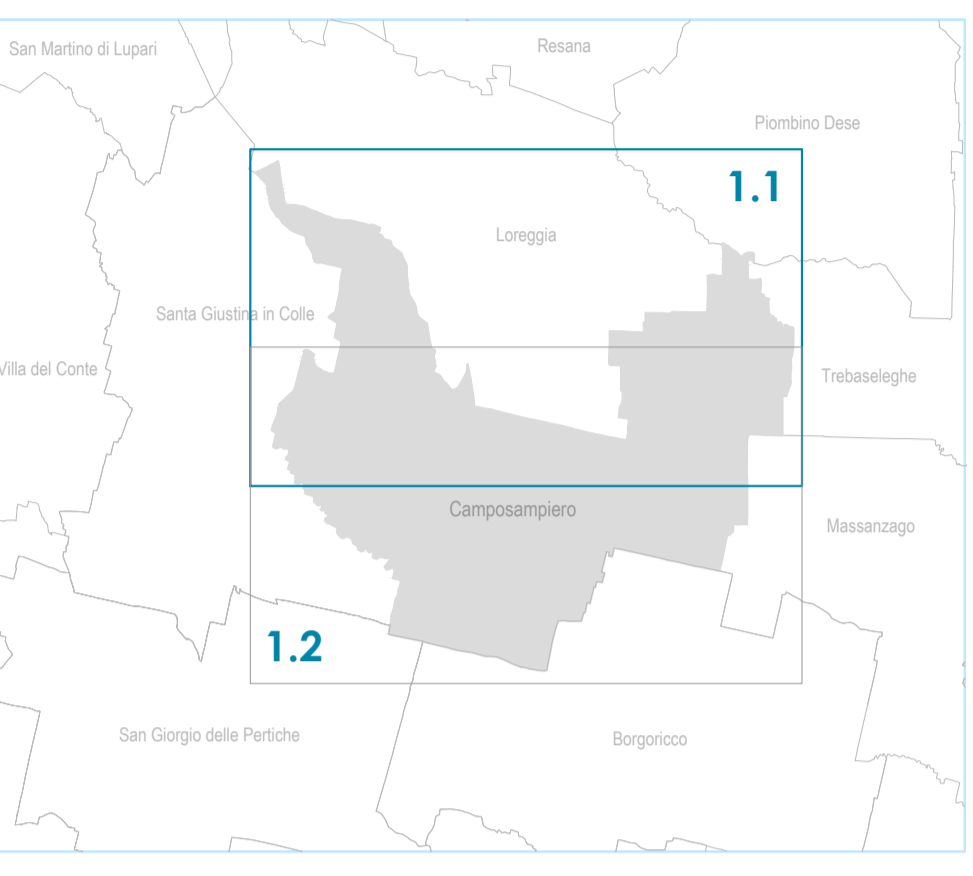 San Martino di Lupari
Resana
Piombino Dese
1.1
Loreggia
Santa Giustina in Colle
Villa del Conte
Trebaseleghe
Camposampiero
Massanzago
1.2
San Giorgio delle Pertiche
Borgoricco